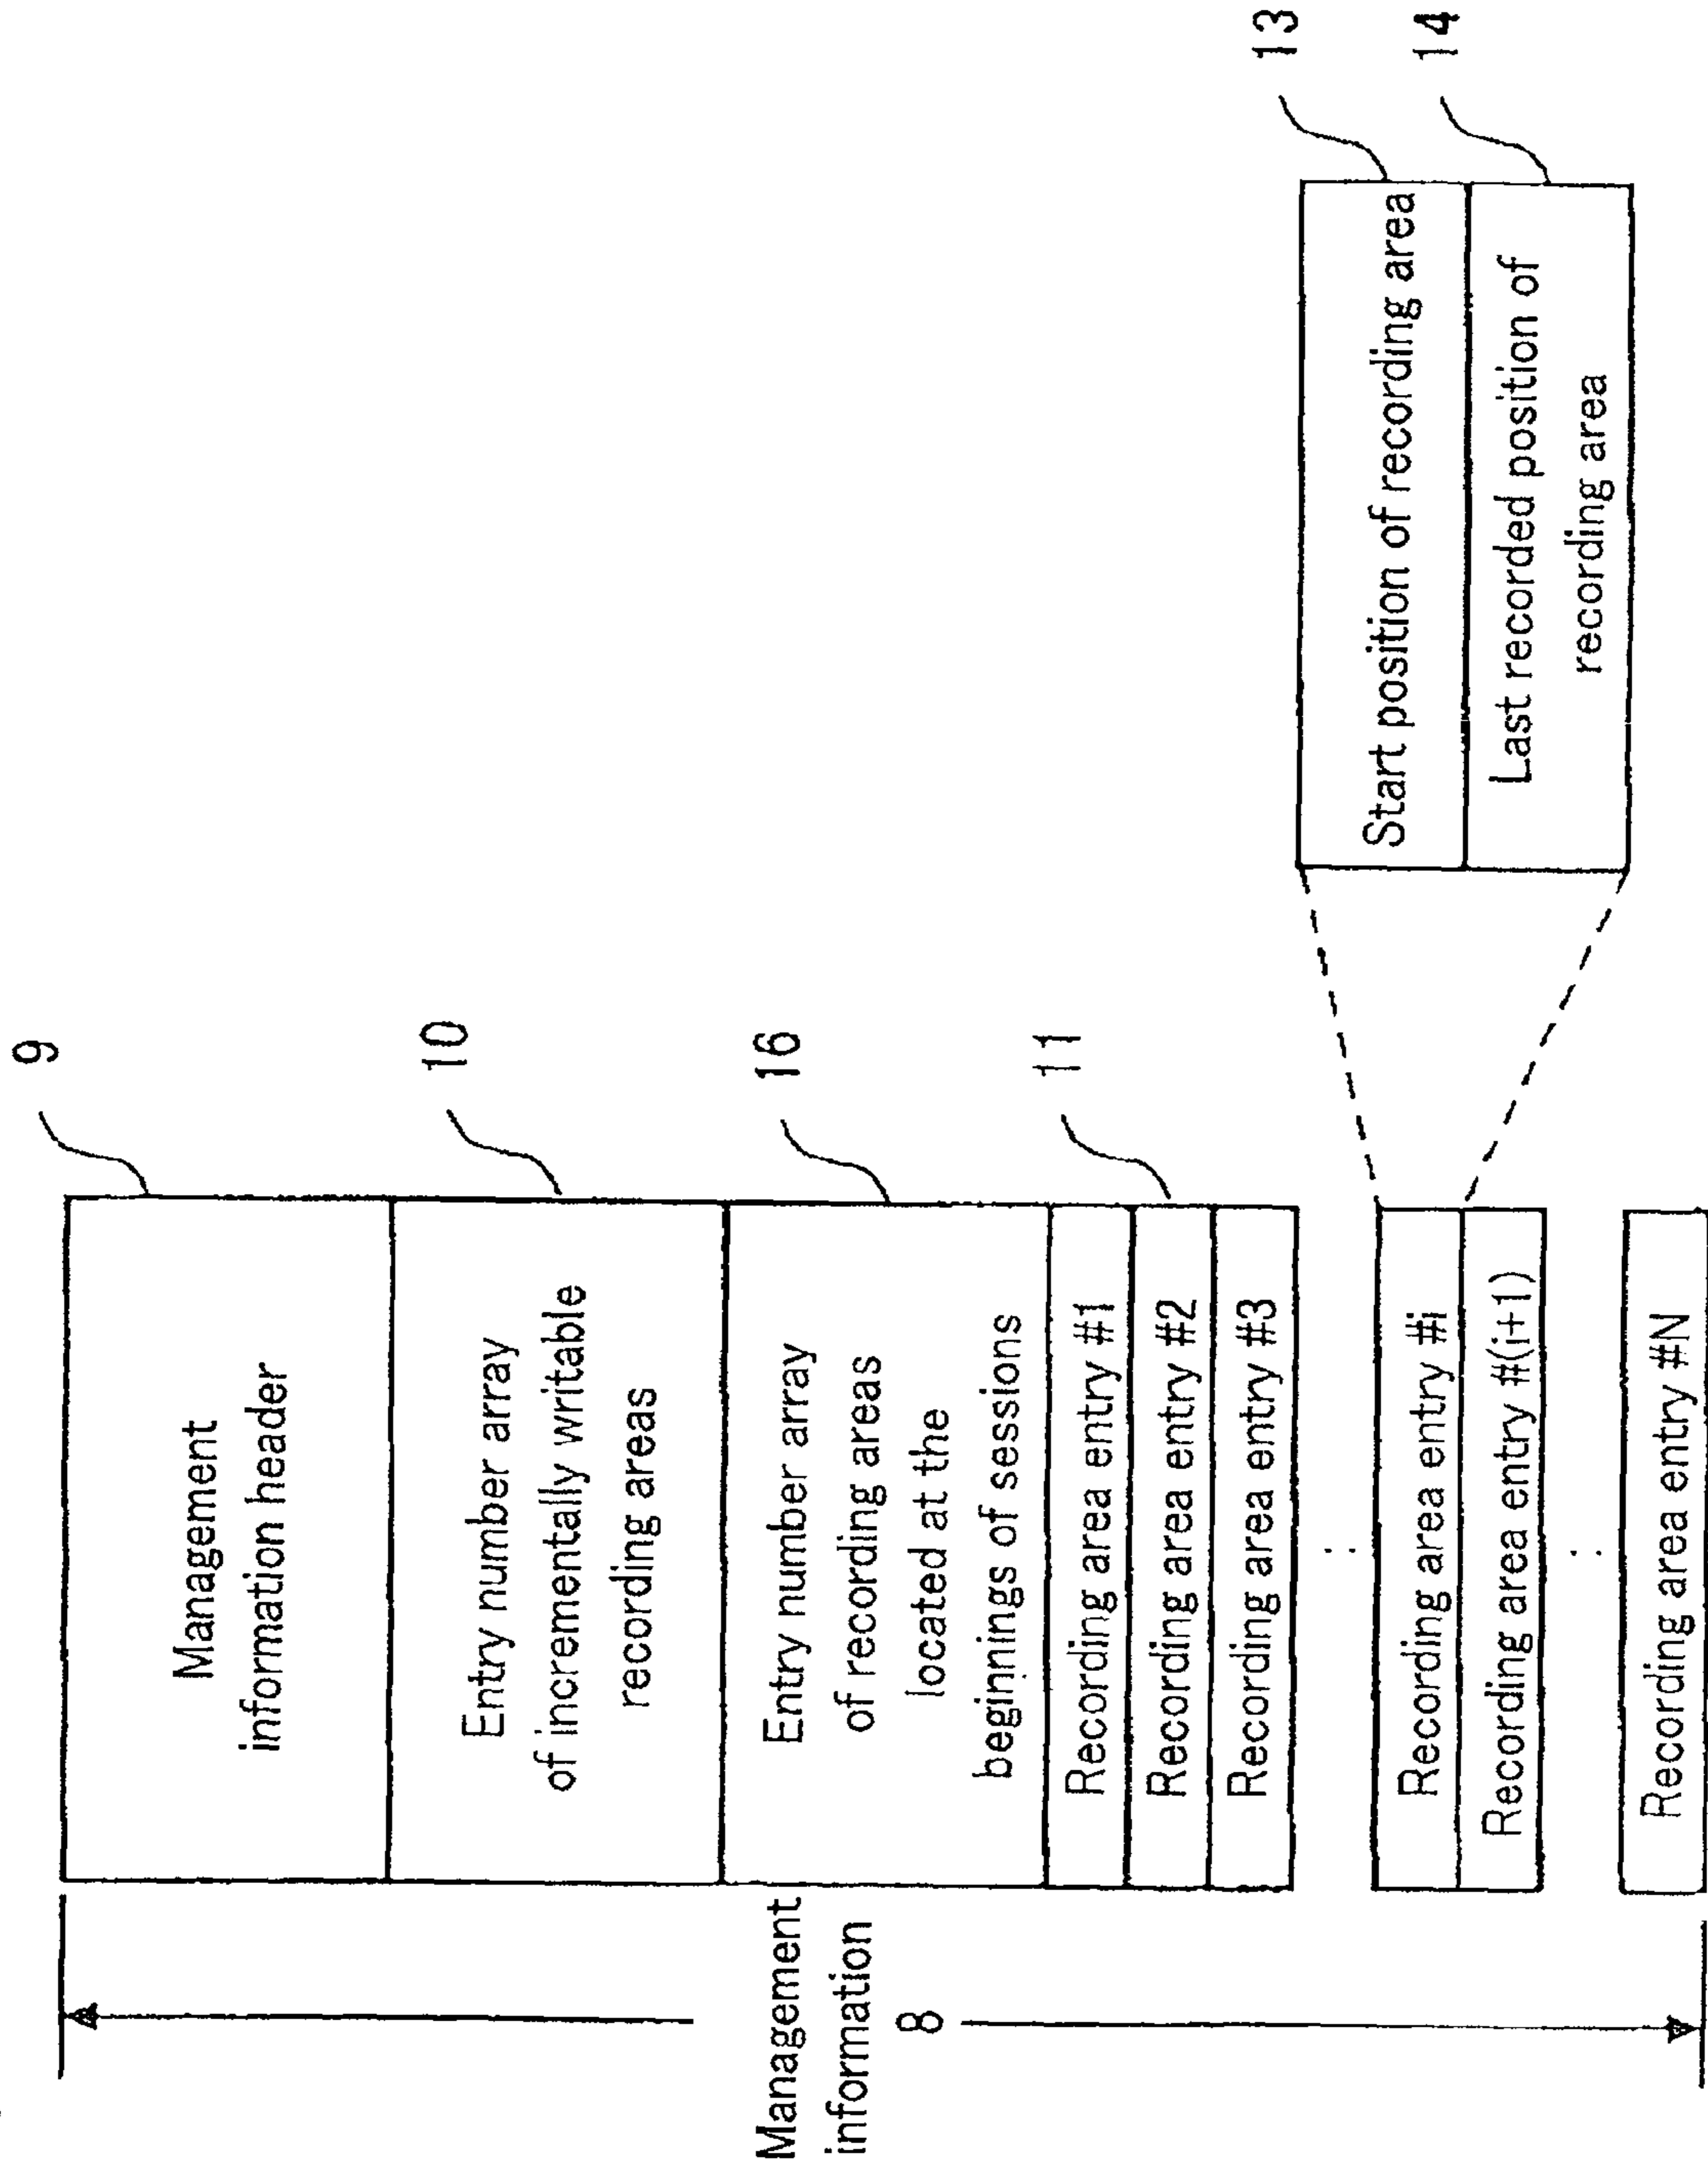 Management
information
8
9
Management
information header
10
Entry number array
of incrementally writable
recording areas
16
Entry number array
of recording areas
located at the
beginnings of sessions
11
Recording area entry #1
Recording area entry #2
Recording area entry #3
:
Recording area entry #i
Recording area entry #(i+1)
:
Recording area entry #N
13
Start position of recording area
14
Last recorded position of
recording area